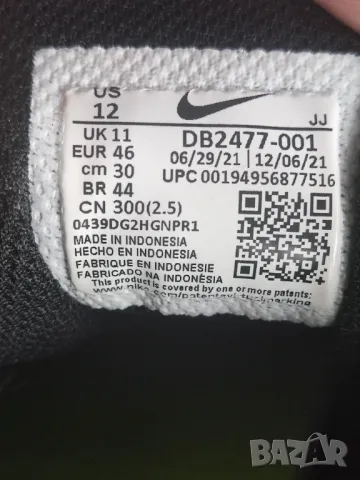 US
12
JJ
UK 11
DB2477-001
EUR 46
06/29/21 | 12/06/21
cm 30
UPC 00194956877516
BR 44
CN 300(2.5)
0439DG2HGNPR1
MADE IN INDONESIA
HECHO EN INDONESIA
FABRIQUE EN INDONESIE
FABRICADO NA INDONESIA
This product is covered by one or more patents:
BAZAR